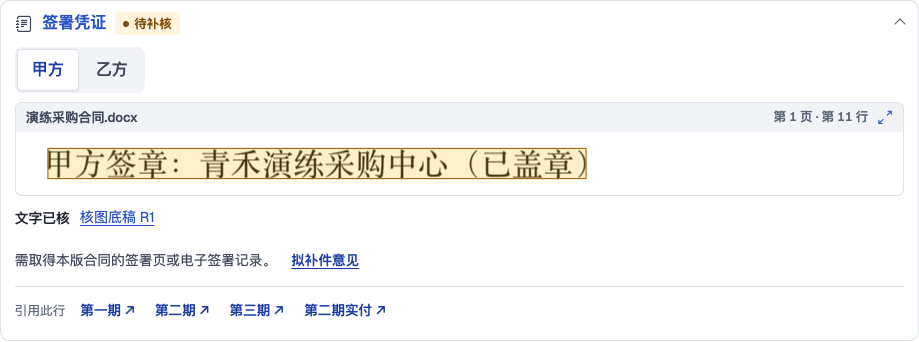 签署凭证 • 待补核
甲方 乙方
演练采购合同.docx 第 1 页 · 第 11 行
甲方签章：青禾演练采购中心（已盖章）
文字已核 核图底稿 R1
需取得本版合同的签署页或电子签署记录。 拟补件意见
引用此行 第一期 ↗ 第二期 ↗ 第三期 ↗ 第二期实付 ↗